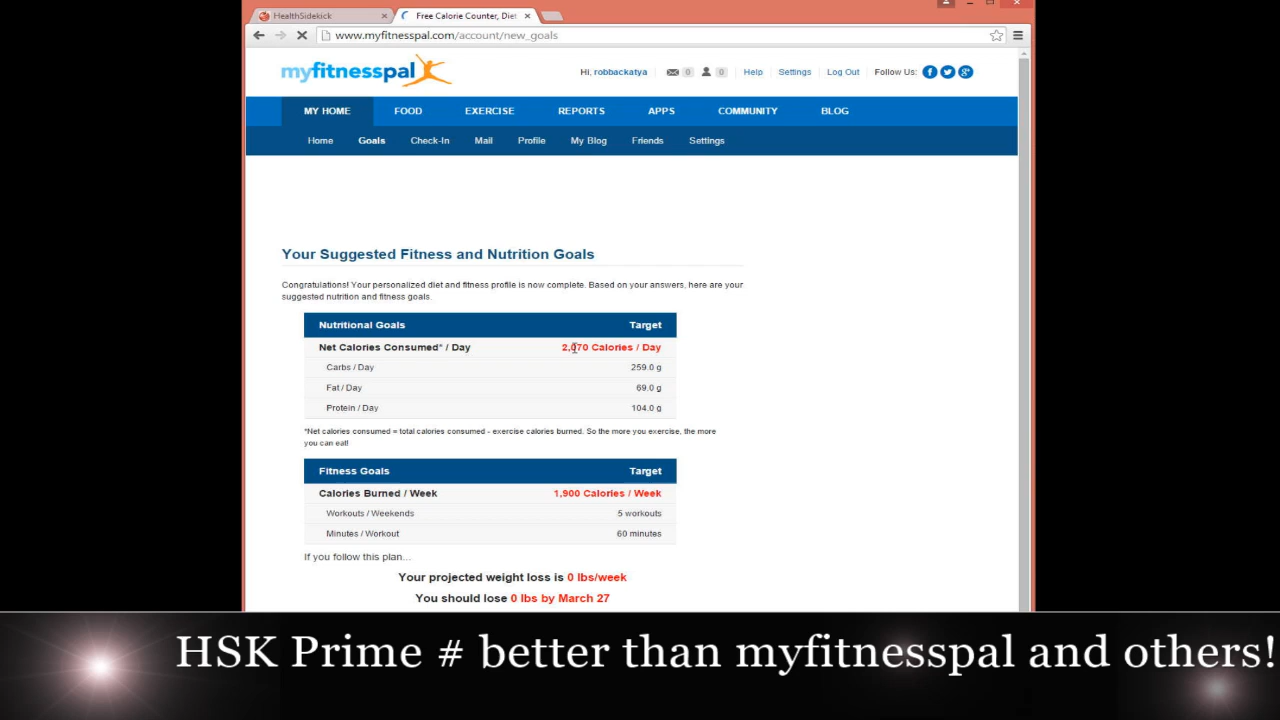 HealthSidekick
Free Calorie Counter, Diet
www.myfitnesspal.com/account/new_goals
myfitnesspal
Hi, robbackatya 0 0 Help Settings Log Out Follow Us:
MY HOME FOOD EXERCISE REPORTS APPS COMMUNITY BLOG
Home Goals Check-In Mail Profile My Blog Friends Settings
Your Suggested Fitness and Nutrition Goals
Congratulations! Your personalized diet and fitness profile is now complete. Based on your answers, here are your
suggested nutrition and fitness goals.
Nutritional Goals Target
Net Calories Consumed* / Day 2,070 Calories / Day
Carbs / Day 259.0 g
Fat / Day 69.0 g
Protein / Day 104.0 g
*Net calories consumed = total calories consumed - exercise calories burned. So the more you exercise, the more
you can eat!
Fitness Goals Target
Calories Burned / Week 1,900 Calories / Week
Workouts / Weekends 5 workouts
Minutes / Workout 60 minutes
If you follow this plan...
Your projected weight loss is 0 lbs/week
You should lose 0 lbs by March 27
HSK Prime # better than myfitnesspal and others!